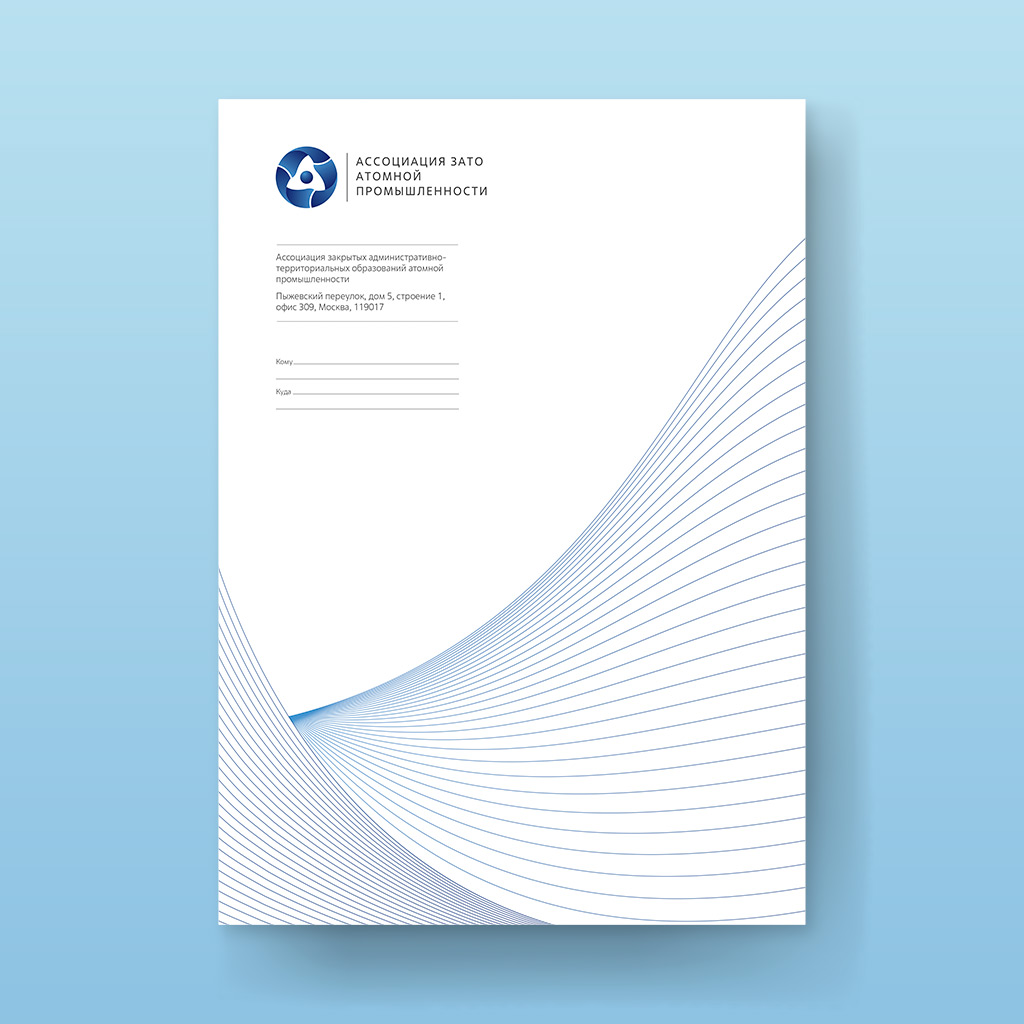 АССОЦИАЦИЯ ЗАТО
АТОМНОЙ
ПРОМЫШЛЕННОСТИ
Ассоциация закрытых административно-
территориальных образований атомной
промышленности
Пыжевский переулок, дом 5, строение 1,
офис 309, Москва, 119017
Кому
Куда